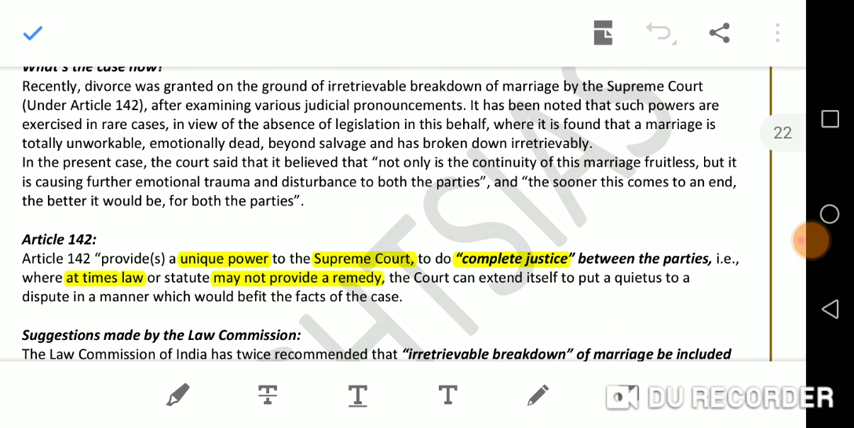 What's the case now?
Recently, divorce was granted on the ground of irretrievable breakdown of marriage by the Supreme Court
(Under Article 142), after examining various judicial pronouncements. It has been noted that such powers are
exercised in rare cases, in view of the absence of legislation in this behalf, where it is found that a marriage is
totally unworkable, emotionally dead, beyond salvage and has broken down irretrievably.
22
In the present case, the court said that it believed that “not only is the continuity of this marriage fruitless, but it
is causing further emotional trauma and disturbance to both the parties”, and “the sooner this comes to an end,
the better it would be, for both the parties”.
Article 142:
Article 142 “provide(s) a unique power to the Supreme Court, to do “complete justice” between the parties, i.e.,
where at times law or statute may not provide a remedy, the Court can extend itself to put a quietus to a
dispute in a manner which would befit the facts of the case.
Suggestions made by the Law Commission:
The Law Commission of India has twice recommended that “irretrievable breakdown” of marriage be included
T T T
DU RECORDER